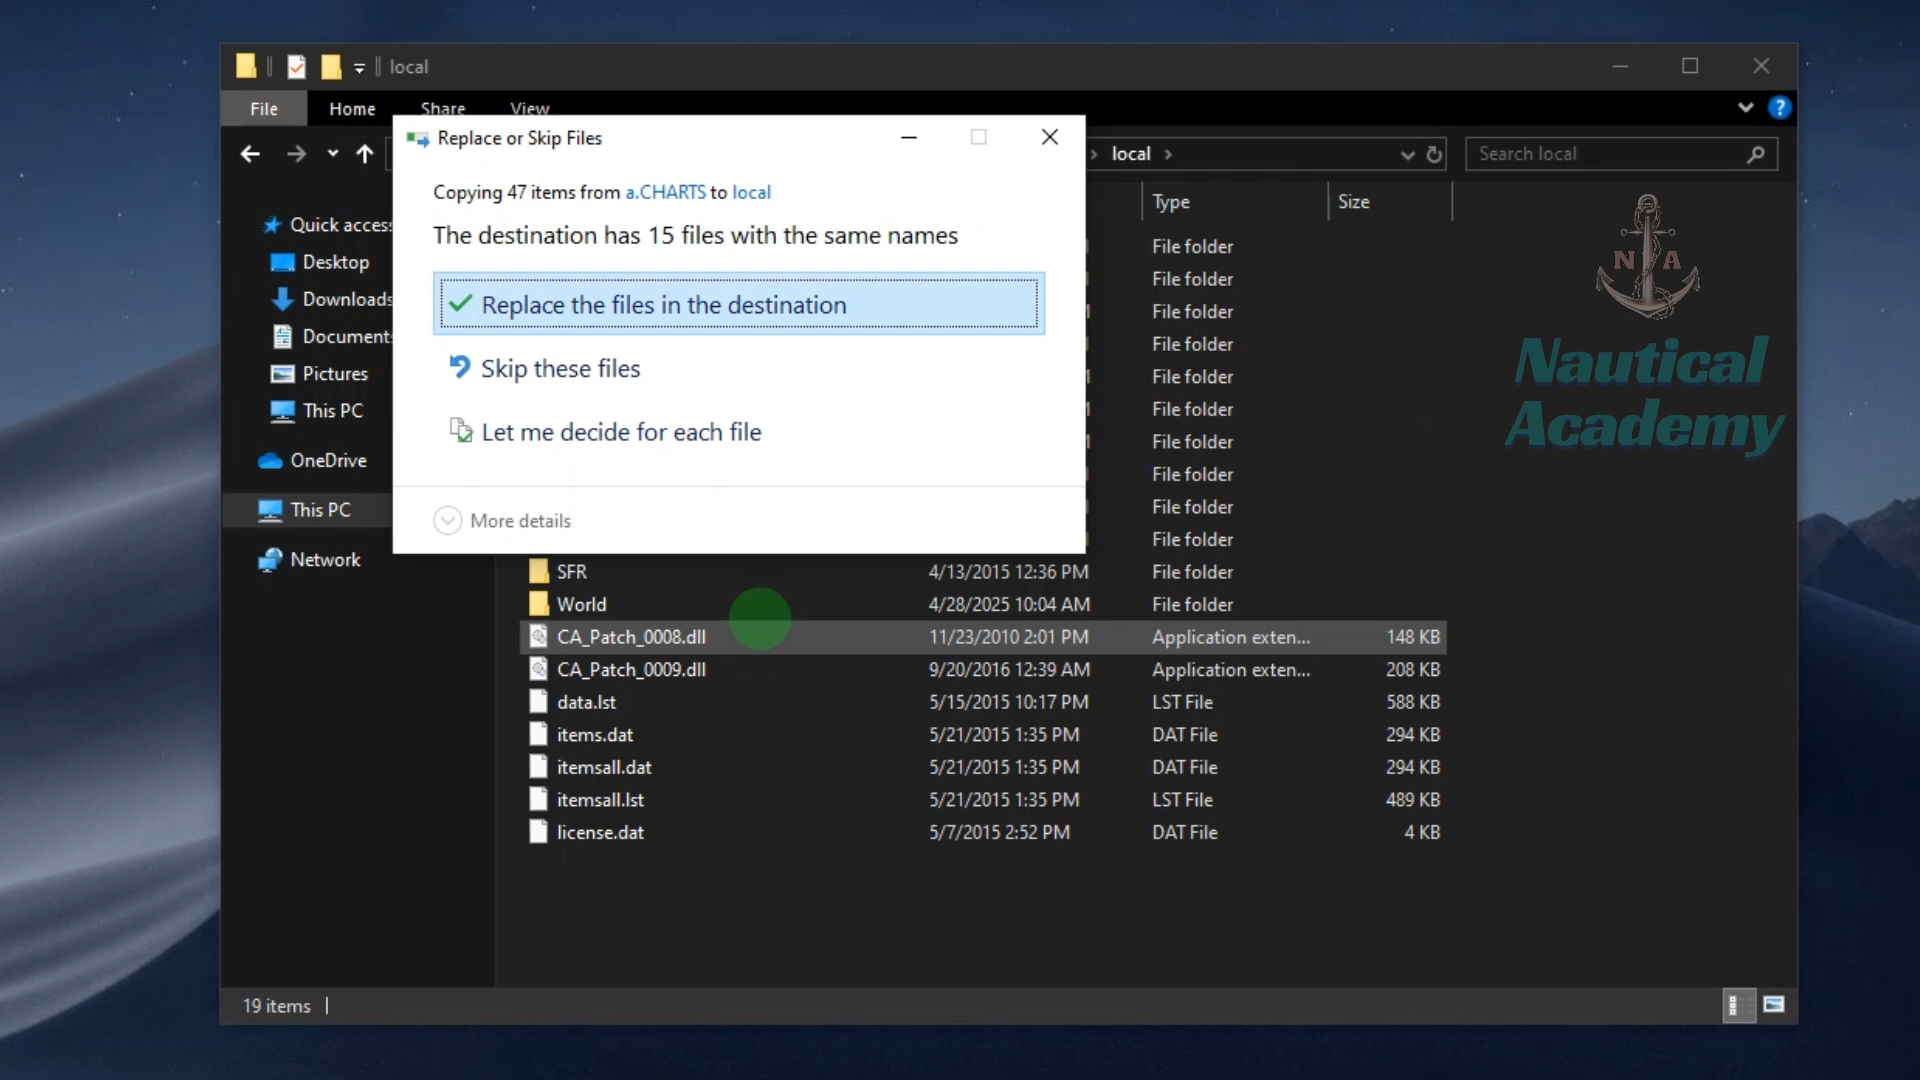 local
File Home Share View
?
Replace or Skip Files
Copying 47 items from a.CHARTS to local
The destination has 15 files with the same names
Replace the files in the destination
Skip these files
Let me decide for each file
More details
local
Search local
Quick access
Desktop
Downloads
Documents
Pictures
This PC
OneDrive
This PC
Network
Type Size
File folder
File folder
File folder
File folder
File folder
File folder
File folder
File folder
File folder
File folder
SFR 4/13/2015 12:36 PM File folder
World 4/28/2025 10:04 AM File folder
CA_Patch_0008.dll 11/23/2010 2:01 PM Application exten... 148 KB
CA_Patch_0009.dll 9/20/2016 12:39 AM Application exten... 208 KB
data.lst 5/15/2015 10:17 PM LST File 588 KB
items.dat 5/21/2015 1:35 PM DAT File 294 KB
itemsall.dat 5/21/2015 1:35 PM DAT File 294 KB
itemsall.lst 5/21/2015 1:35 PM LST File 489 KB
license.dat 5/7/2015 2:52 PM DAT File 4 KB
19 items
N A
Nautical
Academy